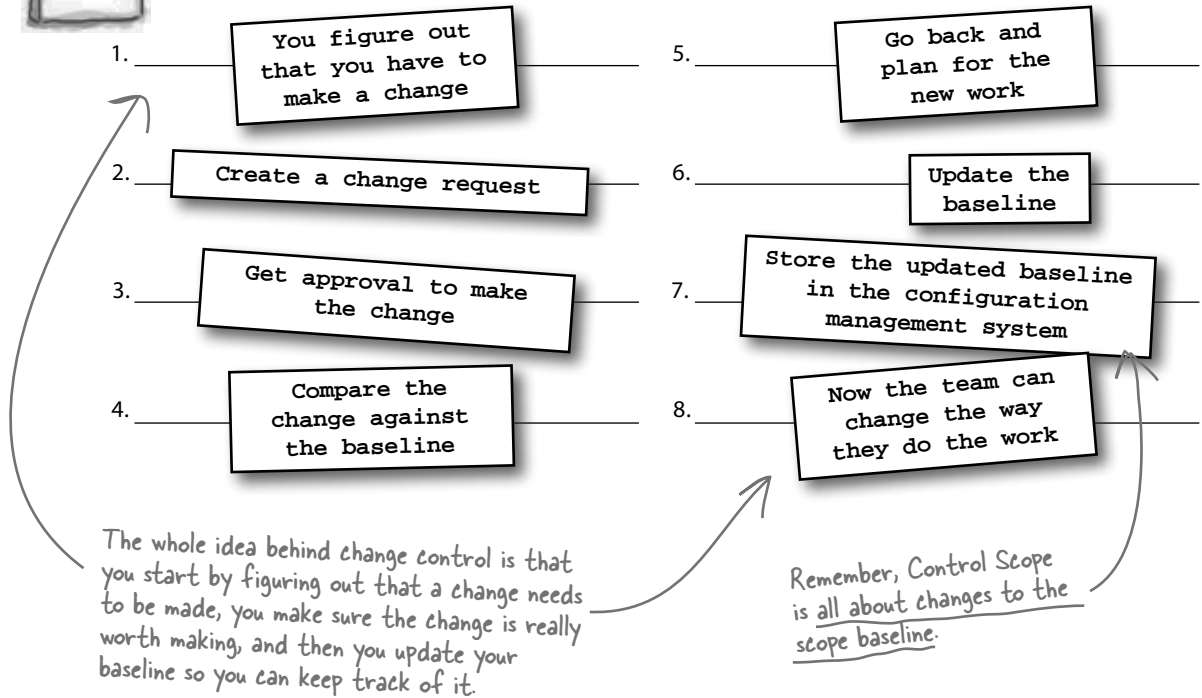 1.
You figure out
that you have to
make a change
2.
Create a change request
3.
Get approval to make
the change
4.
Compare the
change against
the baseline
5.
Go back and
plan for the
new work
6.
Update the
baseline
7.
Store the updated baseline
in the configuration
management system
8.
Now the team can
change the way
they do the work
The whole idea behind change control is that
you start by figuring out that a change needs
to be made, you make sure the change is really
worth making, and then you update your
baseline so you can keep track of it.
Remember, Control Scope
is all about changes to the
scope baseline.